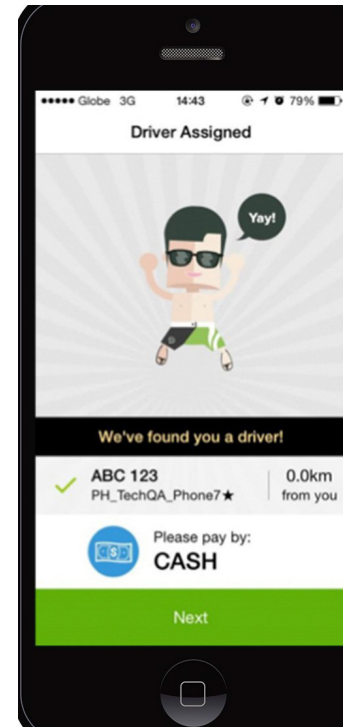 Globe 3G 14:43 79%
Driver Assigned
Yay!
We've found you a driver!
ABC 123
PH_TechQA_Phone7★
0.0km
from you
Please pay by:
CASH
Next